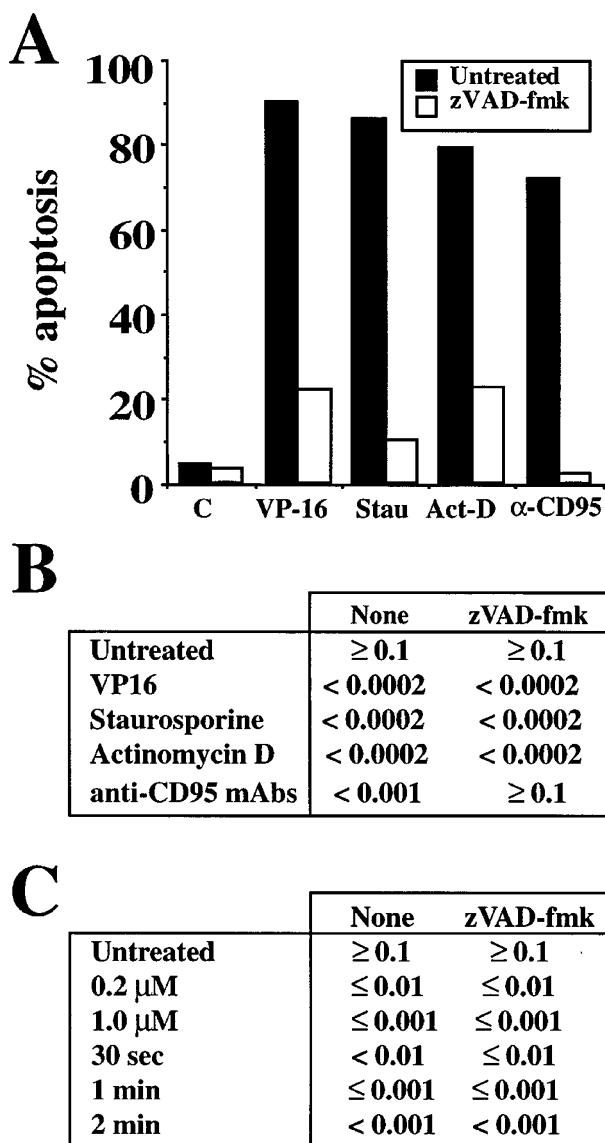 A
100
80
60
40
20
0
% apoptosis
Untreated
zVAD-fmk
C VP-16 Stau Act-D α-CD95
B
None zVAD-fmk
Untreated ≥ 0.1 ≥ 0.1
VP16 < 0.0002 < 0.0002
Staurosporine < 0.0002 < 0.0002
Actinomycin D < 0.0002 < 0.0002
anti-CD95 mAbs < 0.001 ≥ 0.1
C
None zVAD-fmk
Untreated ≥ 0.1 ≥ 0.1
0.2 μM ≤ 0.01 ≤ 0.01
1.0 μM ≤ 0.001 ≤ 0.001
30 sec < 0.01 ≤ 0.01
1 min ≤ 0.001 ≤ 0.001
2 min < 0.001 < 0.001